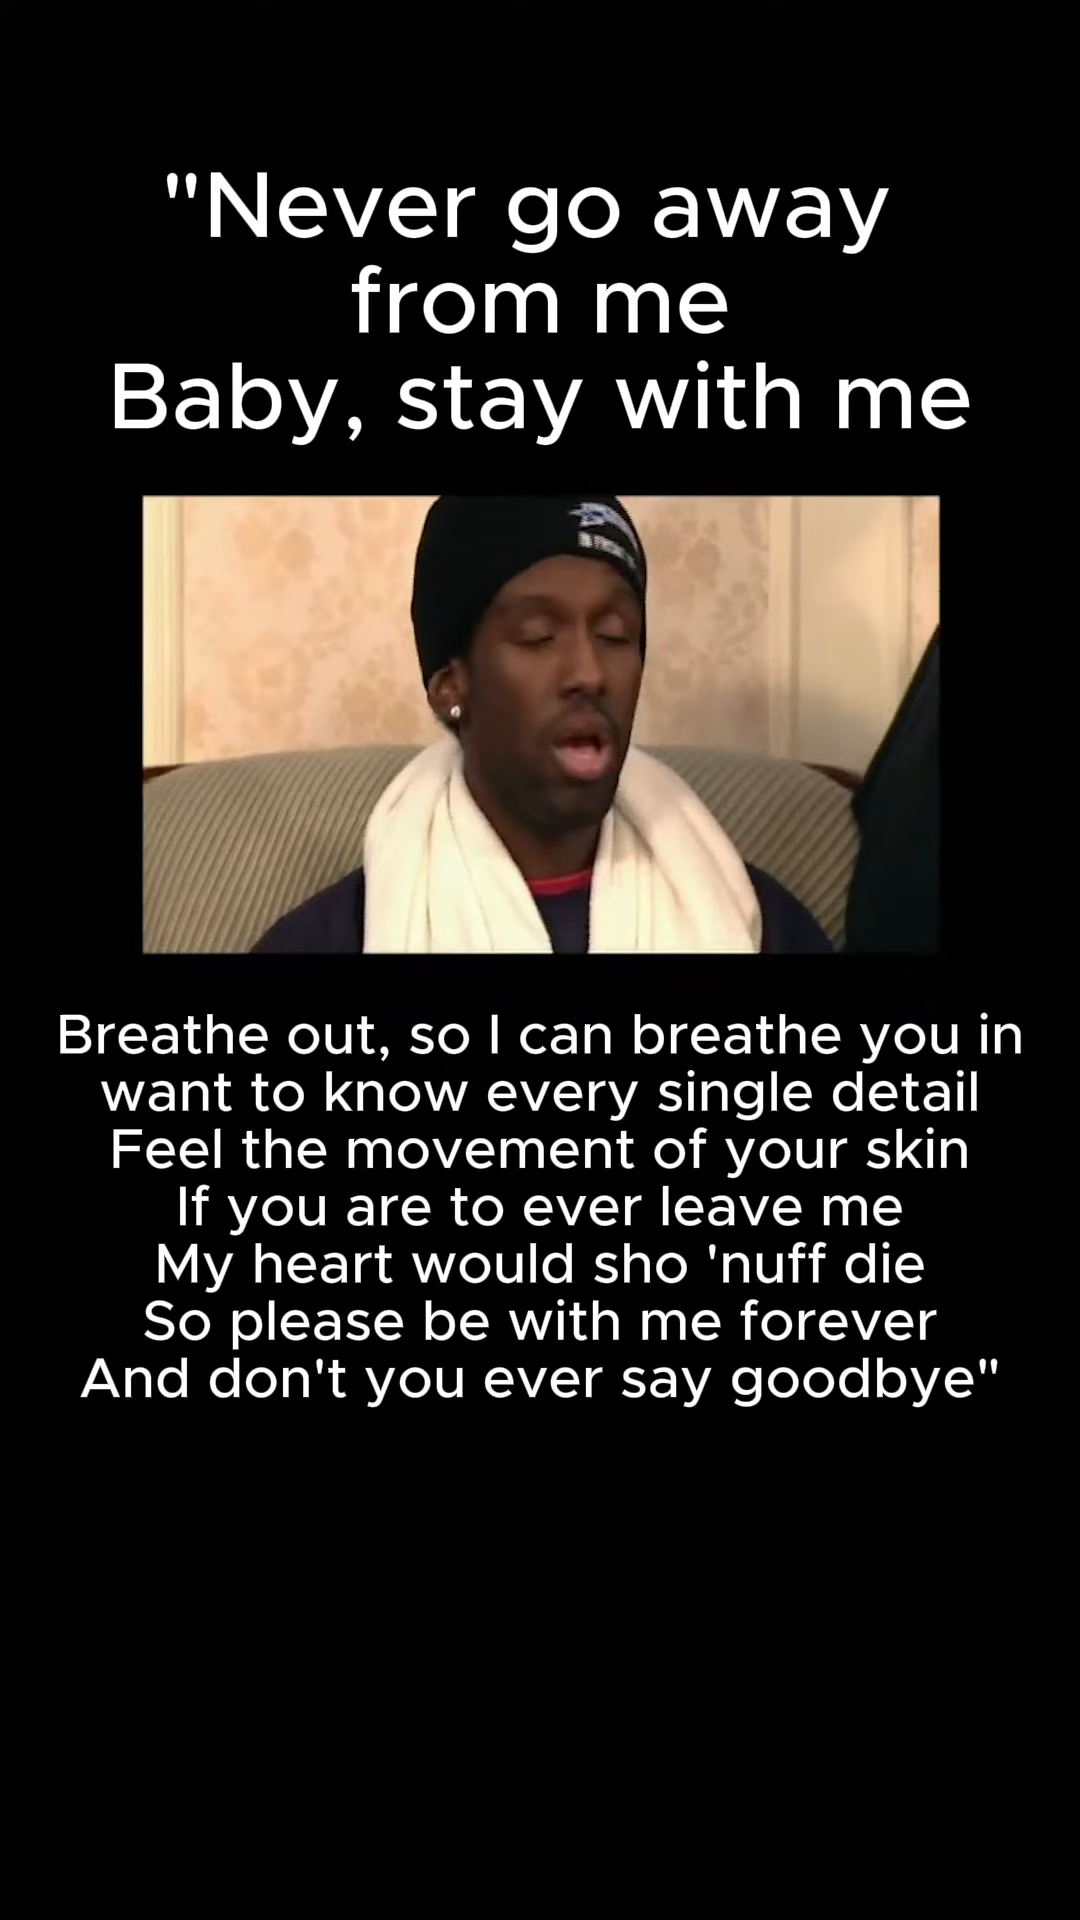 "Never go away
from me
Baby, stay with me
Breathe out, so I can breathe you in
want to know every single detail
Feel the movement of your skin
If you are to ever leave me
My heart would sho 'nuff die
So please be with me forever
And don't you ever say goodbye"